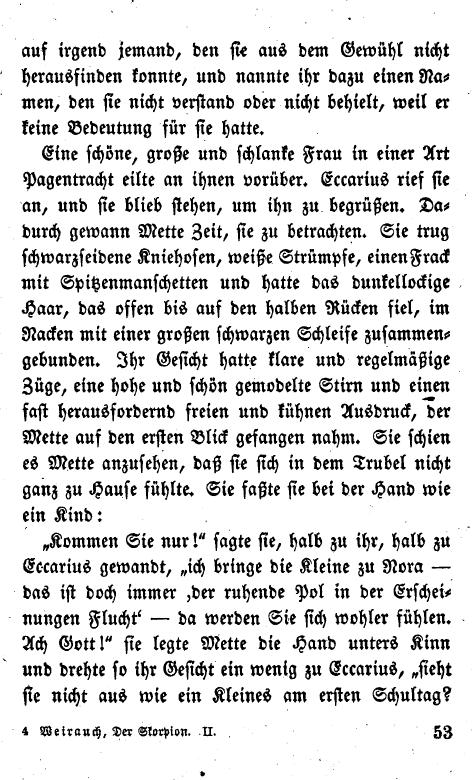 auf irgend jemand, den sie aus dem Gewühl nicht
herausfinden konnte, und nannte ihr dazu einen Na-
men, den sie nicht verstand oder nicht behielt, weil er
keine Bedeutung für sie hatte.
Eine schöne, große und schlanke Frau in einer Art
Pagentracht eilte an ihnen vorüber. Eccarius rief sie
an, und sie blieb stehen, um ihn zu begrüßen. Da-
durch gewann Mette Zeit, sie zu betrachten. Sie trug
schwarzseidene Kniehosen, weiße Strümpfe, einen Frack
mit Spitzenmanschetten und hatte das dunkellockige
Haar, das offen bis auf den halben Rücken fiel, im
Nacken mit einer großen schwarzen Schleife zusammen-
gebunden. Ihr Gesicht hatte klare und regelmäßige
Züge, eine hohe und schön gemodelte Stirn und einen
fast herausfordernd freien und kühnen Ausdruck, der
Mette auf den ersten Blick gefangen nahm. Sie schien
es Mette anzusehen, daß sie sich in dem Trubel nicht
ganz zu Hause fühlte. Sie faßte sie bei der Hand wie
ein Kind:
„Kommen Sie nur!“ sagte sie, halb zu ihr, halb zu
Eccarius gewandt, „ich bringe die Kleine zu Nora —
das ist doch immer ‚der ruhende Pol in der Erschei-
nungen Flucht‘ — da werden Sie sich wohler fühlen.
Ach Gott!“ sie legte Mette die Hand unters Kinn
und drehte so ihr Gesicht ein wenig zu Eccarius, „sieht
sie nicht aus wie ein Kleines am ersten Schultag?
4 Weirauch, Der Skorpion. II. 53